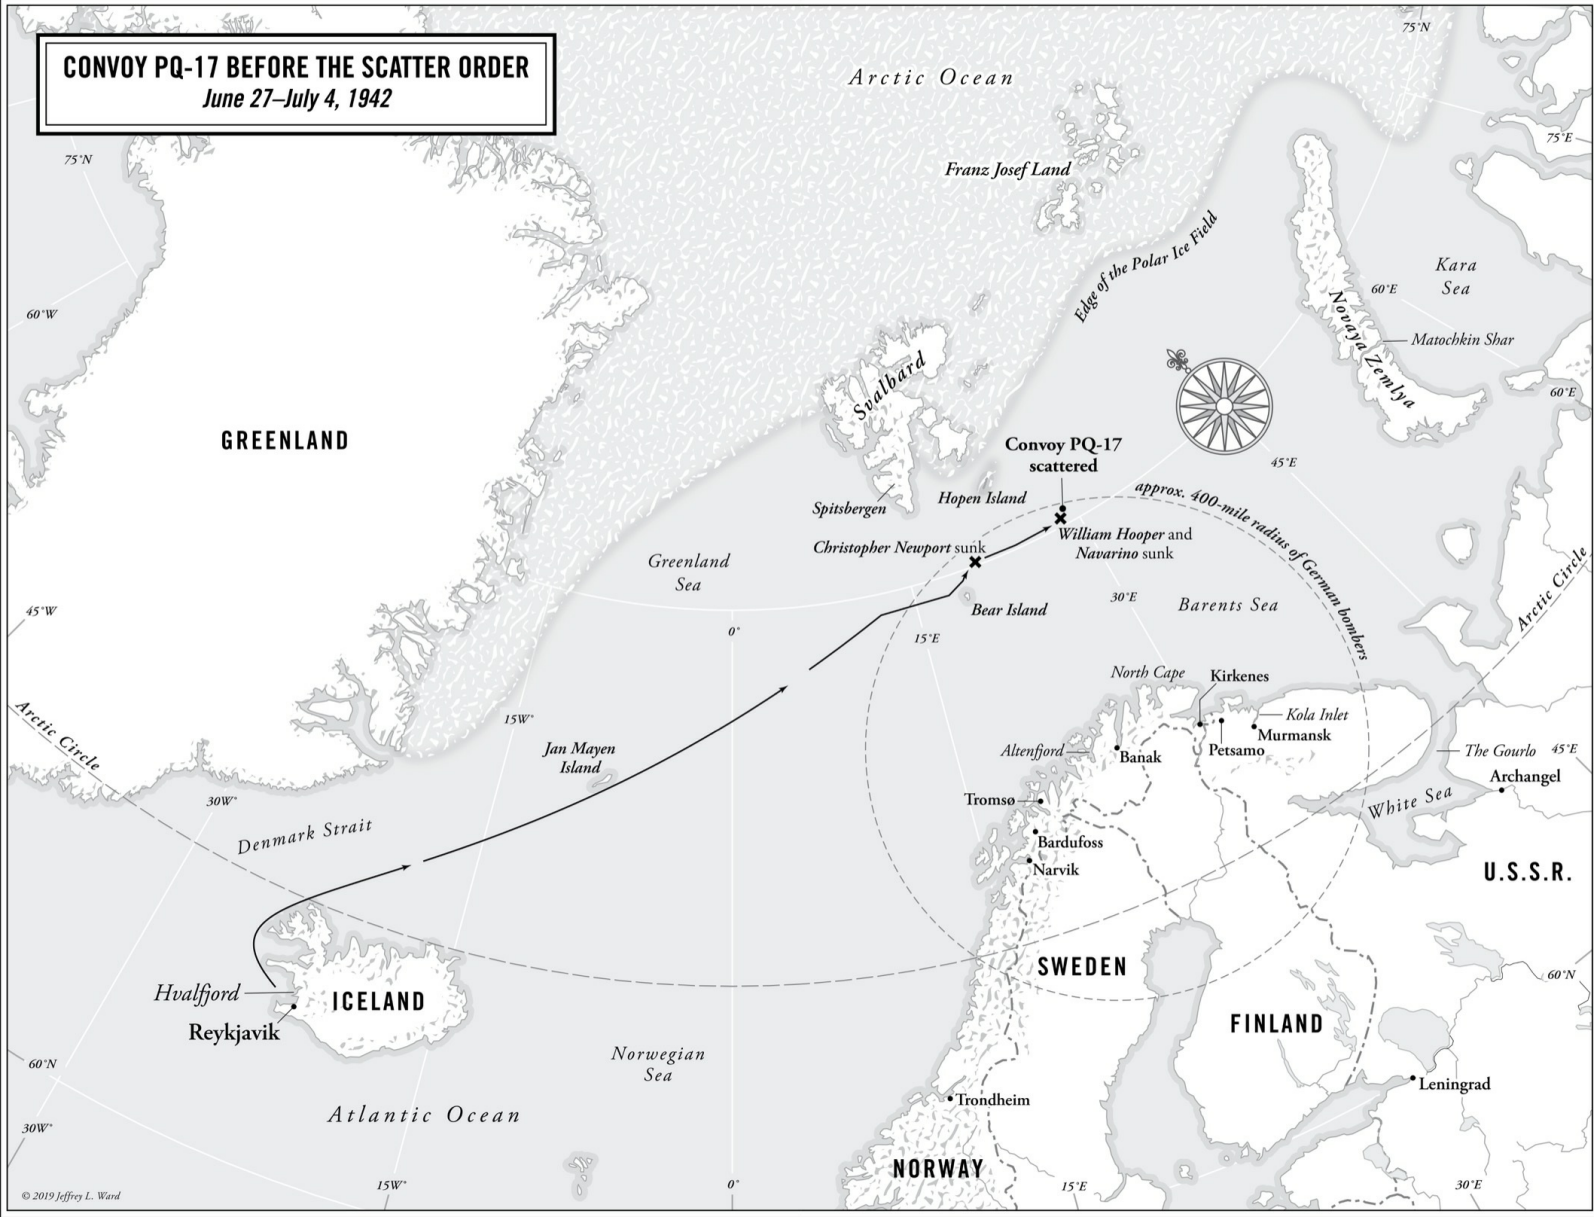 CONVOY PQ-17 BEFORE THE SCATTER ORDER
June 27–July 4, 1942
75°N
Arctic Ocean
75°N
75°E
Franz Josef Land
Edge of the Polar Ice Field
Kara
Sea
60°E
60°W
Novaya Zemlya
Matochkin Shar
60°E
Svalbard
GREENLAND
Convoy PQ-17
scattered
45°E
Spitsbergen
Hopen Island
approx. 400-mile radius of German bombers
Christopher Newport sunk
William Hooper and
Navarino sunk
Greenland
Sea
Arctic Circle
45°W
Bear Island
30°E
Barents Sea
0°
15°E
North Cape
Kirkenes
Arctic Circle
15W°
Kola Inlet
Murmansk
Jan Mayen
Island
Altenfjord
Banak
Petsamo
The Gourlo
45°E
Archangel
30W°
Tromsø
White Sea
Denmark Strait
Bardufoss
Narvik
U.S.S.R.
SWEDEN
60°N
Hvalfjord
ICELAND
Reykjavik
FINLAND
Norwegian
Sea
60°N
Leningrad
Atlantic Ocean
Trondheim
30W°
NORWAY
15W°
0°
15°E
30°E
© 2019 Jeffrey L. Ward